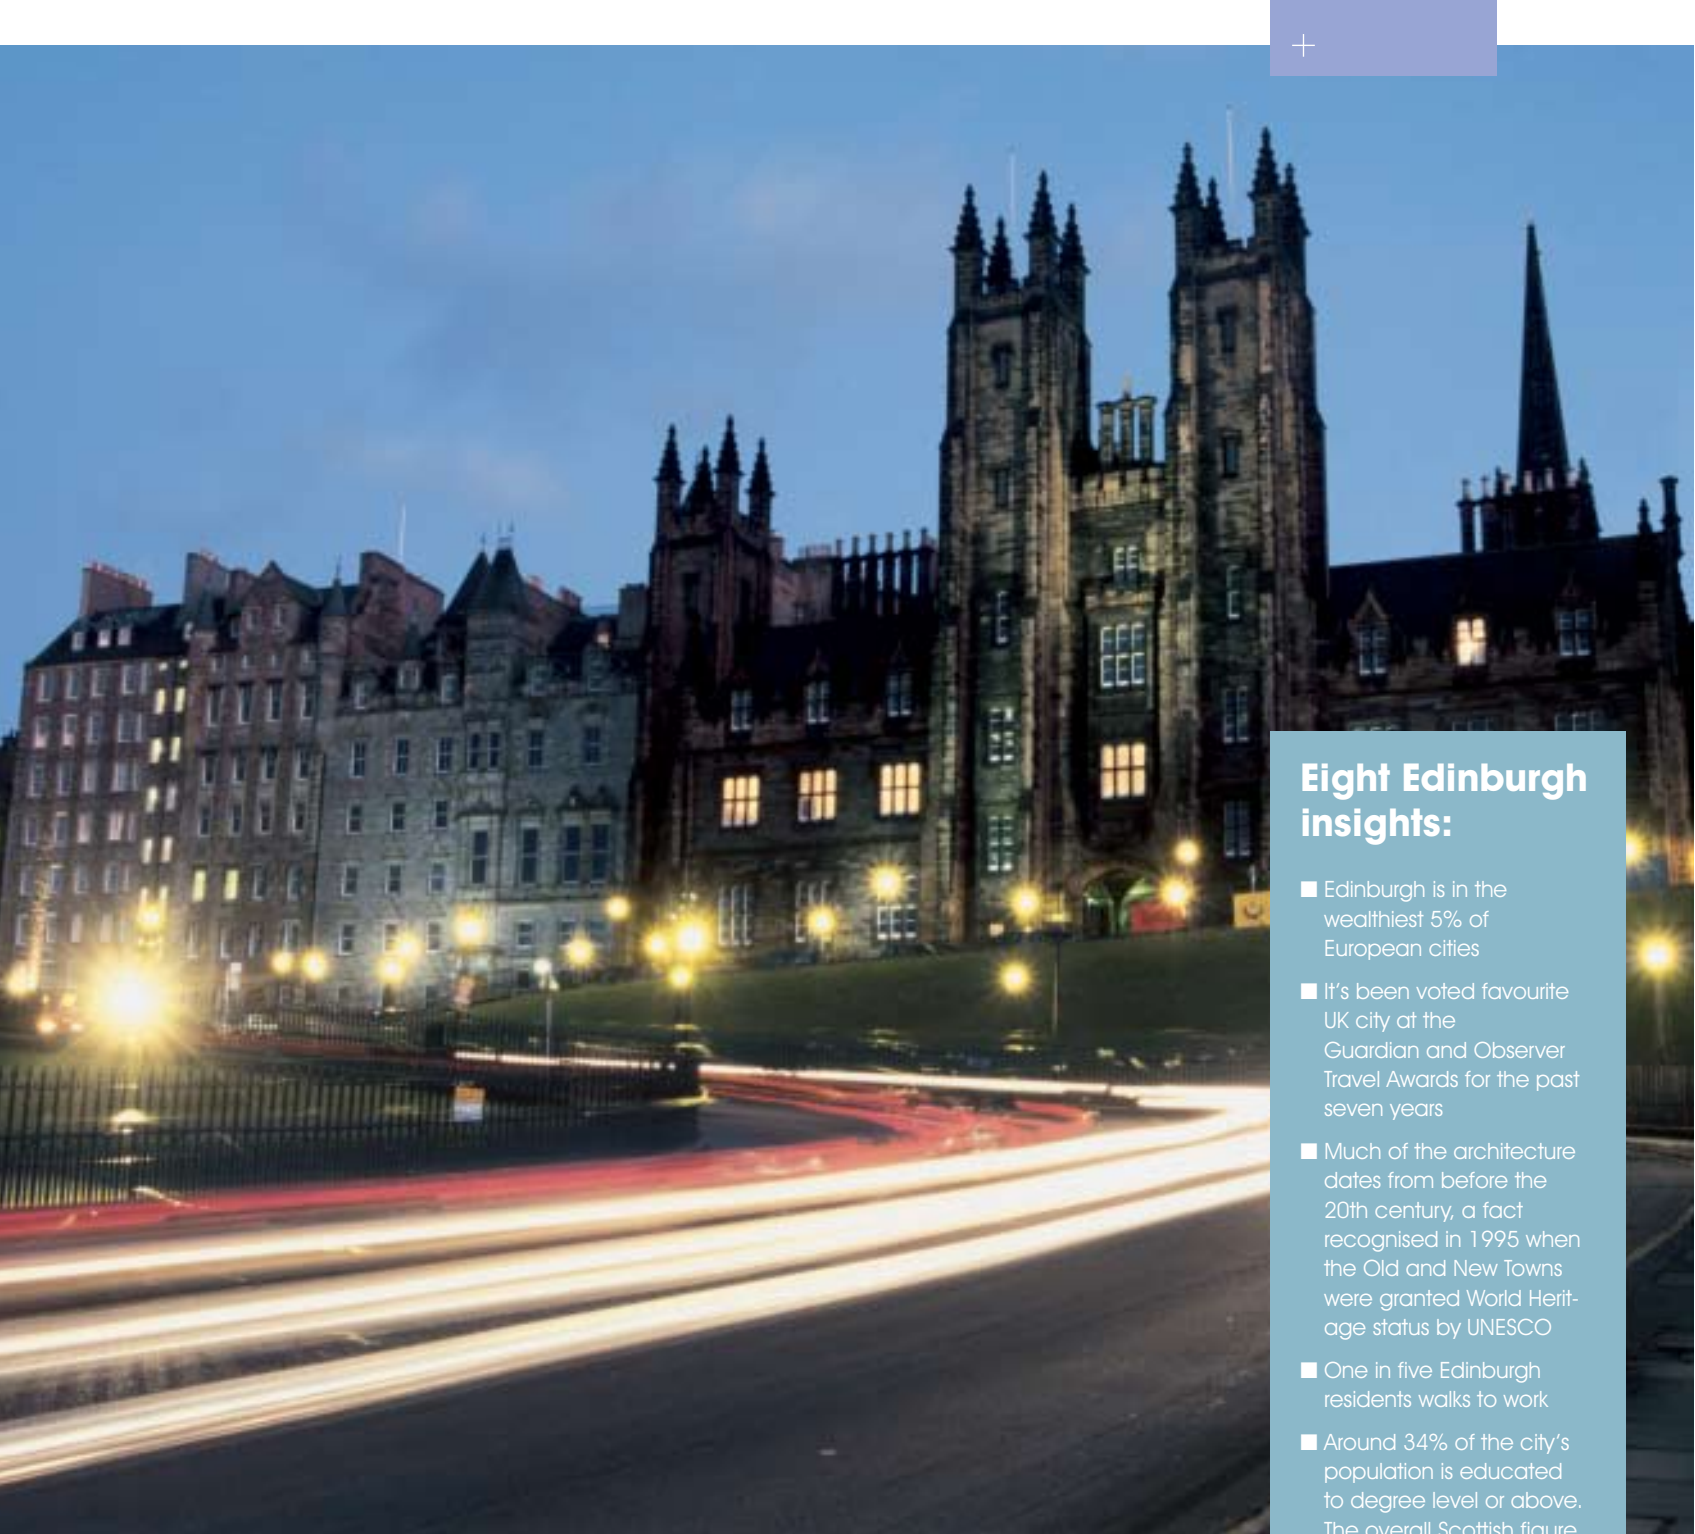 Eight Edinburgh
insights:
■ Edinburgh is in the
wealthiest 5% of
European cities
■ It's been voted favourite
UK city at the
Guardian and Observer
Travel Awards for the past
seven years
■ Much of the architecture
dates from before the
20th century, a fact
recognised in 1995 when
the Old and New Towns
were granted World Herit-
age status by UNESCO
■ One in five Edinburgh
residents walks to work
■ Around 34% of the city's
population is educated
to degree level or above.
The overall Scottish figure